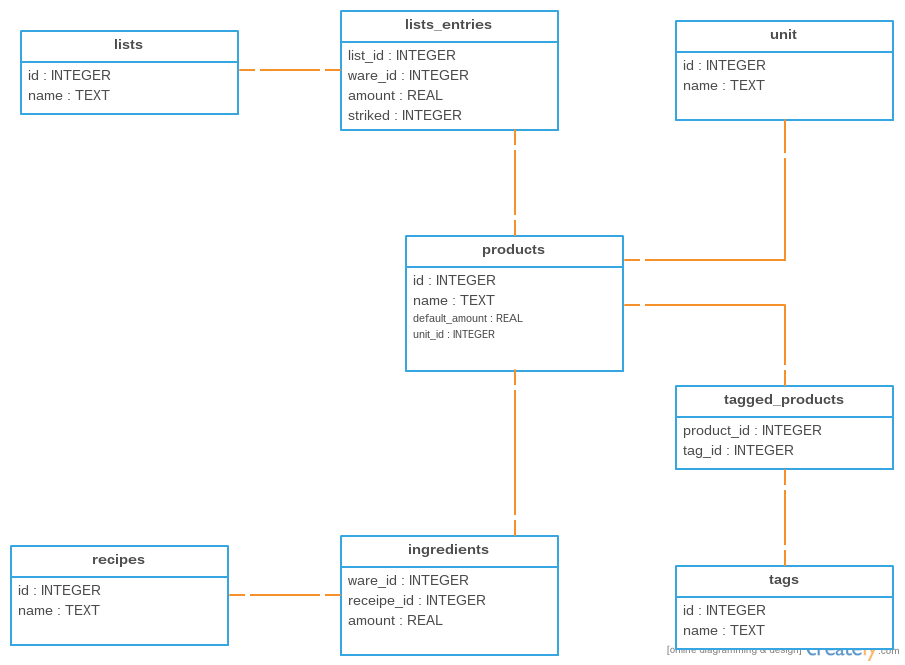 lists
id : INTEGER
name : TEXT
lists_entries
list_id : INTEGER
ware_id : INTEGER
amount : REAL
striked : INTEGER
unit
id : INTEGER
name : TEXT
products
id : INTEGER
name : TEXT
default_amount : REAL
unit_id : INTEGER
tagged_products
product_id : INTEGER
tag_id : INTEGER
recipes
id : INTEGER
name : TEXT
ingredients
ware_id : INTEGER
receipe_id : INTEGER
amount : REAL
tags
id : INTEGER
name : TEXT
[online diagramming & design] creately.com